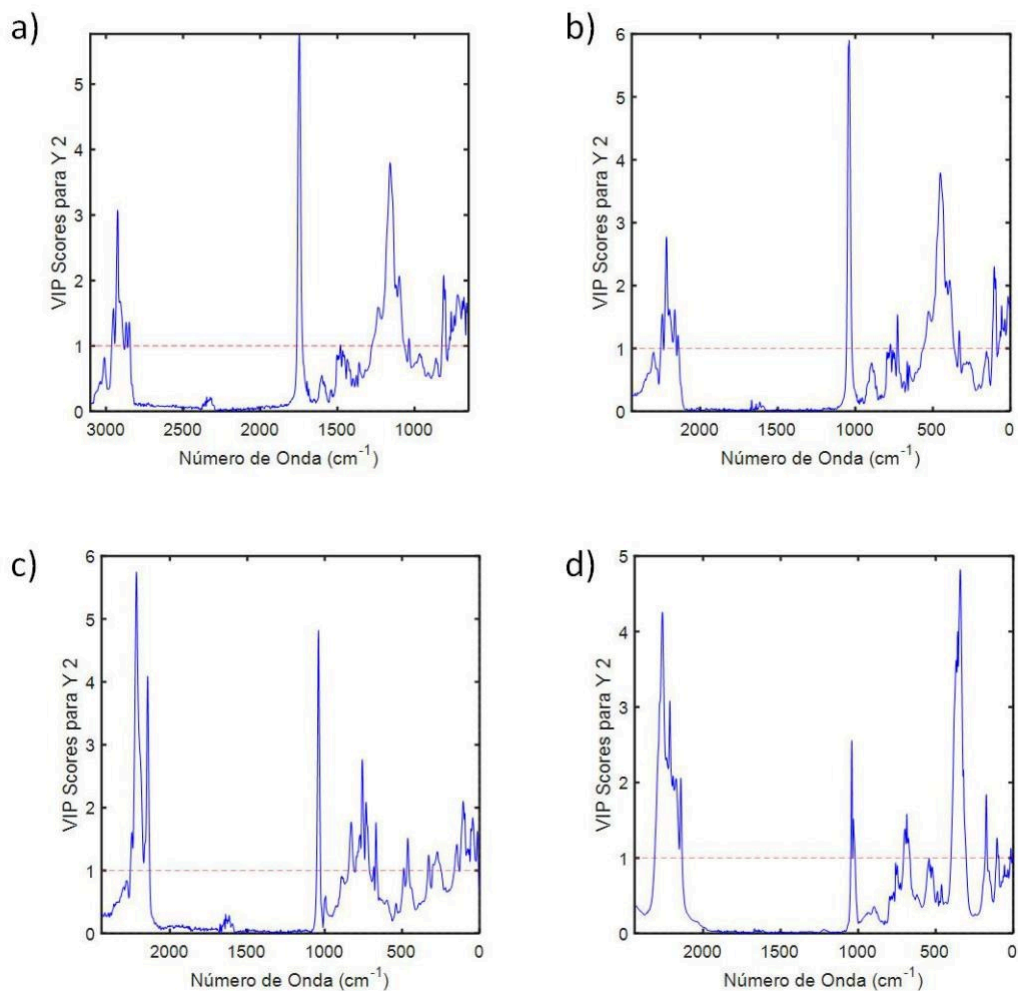 a)
5
4
3
2
1
0
VIP Scores para Y 2
3000 2500 2000 1500 1000
Número de Onda (cm-1)
b)
6
5
4
3
2
1
0
VIP Scores para Y 2
2000 1500 1000 500 0
Número de Onda (cm-1)
c)
6
5
4
3
2
1
0
VIP Scores para Y 2
2000 1500 1000 500 0
Número de Onda (cm-1)
d)
5
4
3
2
1
0
VIP Scores para Y 2
2000 1500 1000 500 0
Número de Onda (cm-1)